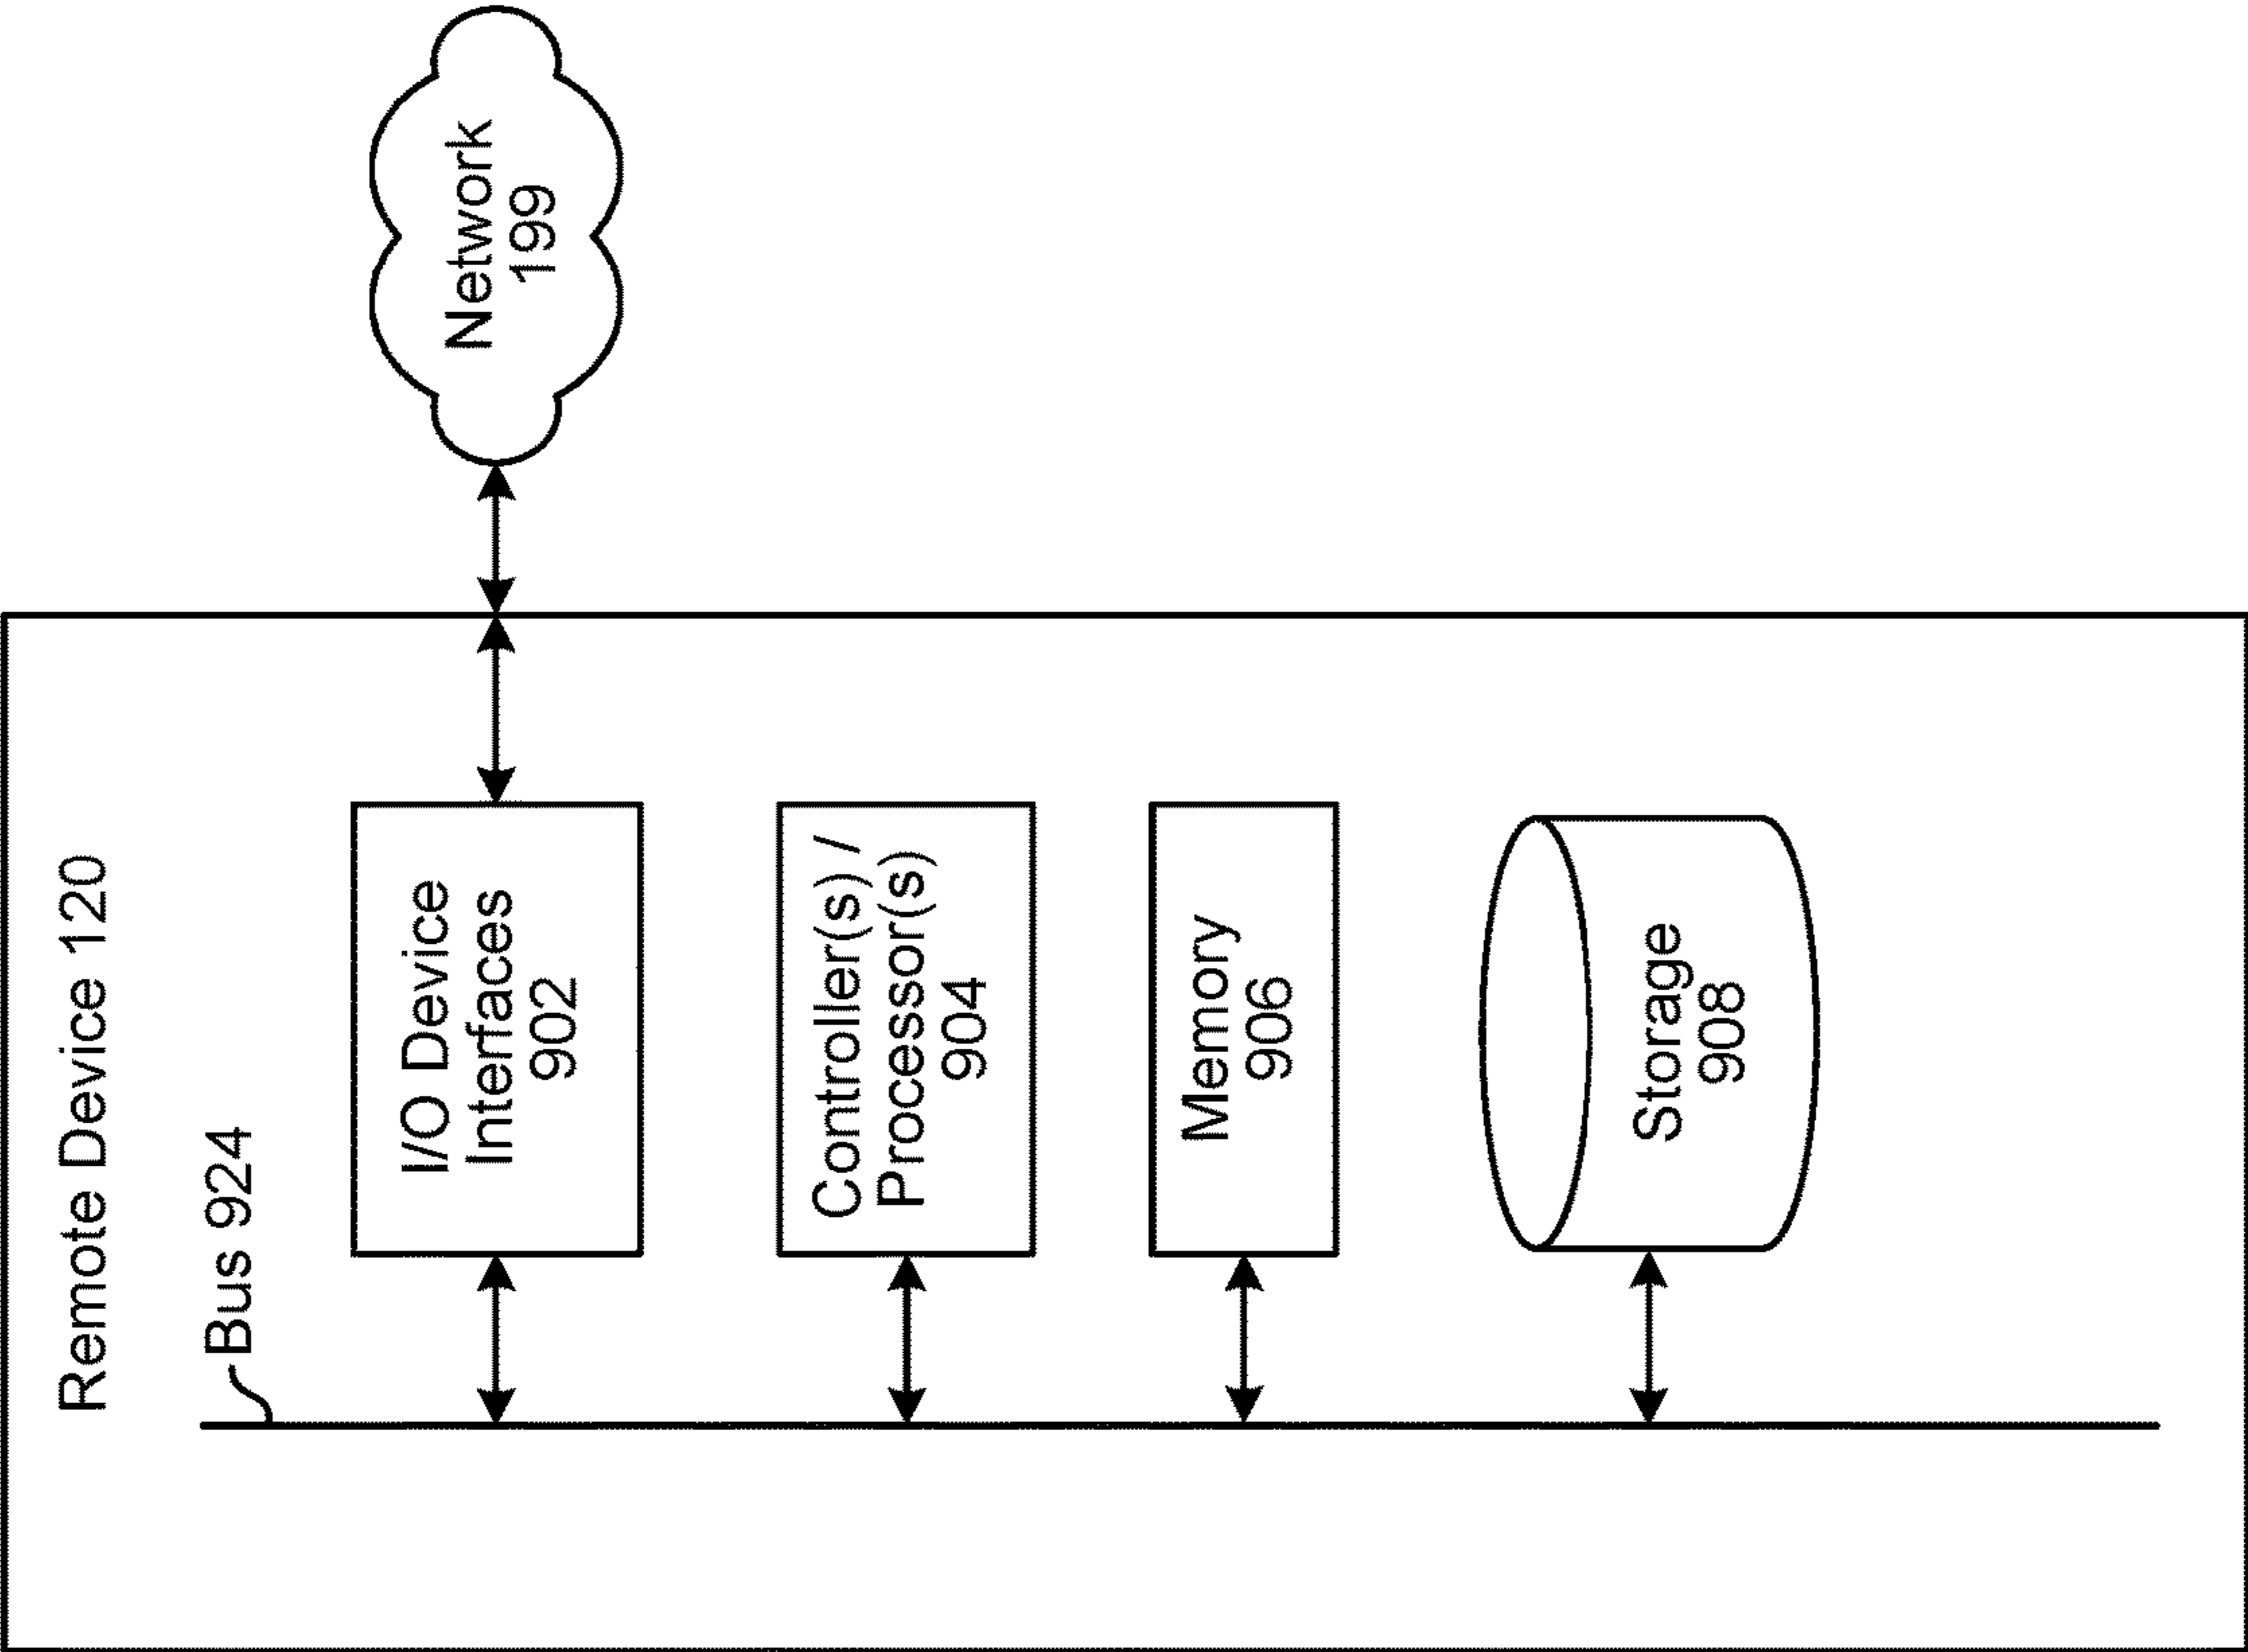 Remote Device 120
Bus 924
I/O Device
Interfaces
902
Network
199
Controller(s) /
Processor(s)
904
Memory
906
Storage
908